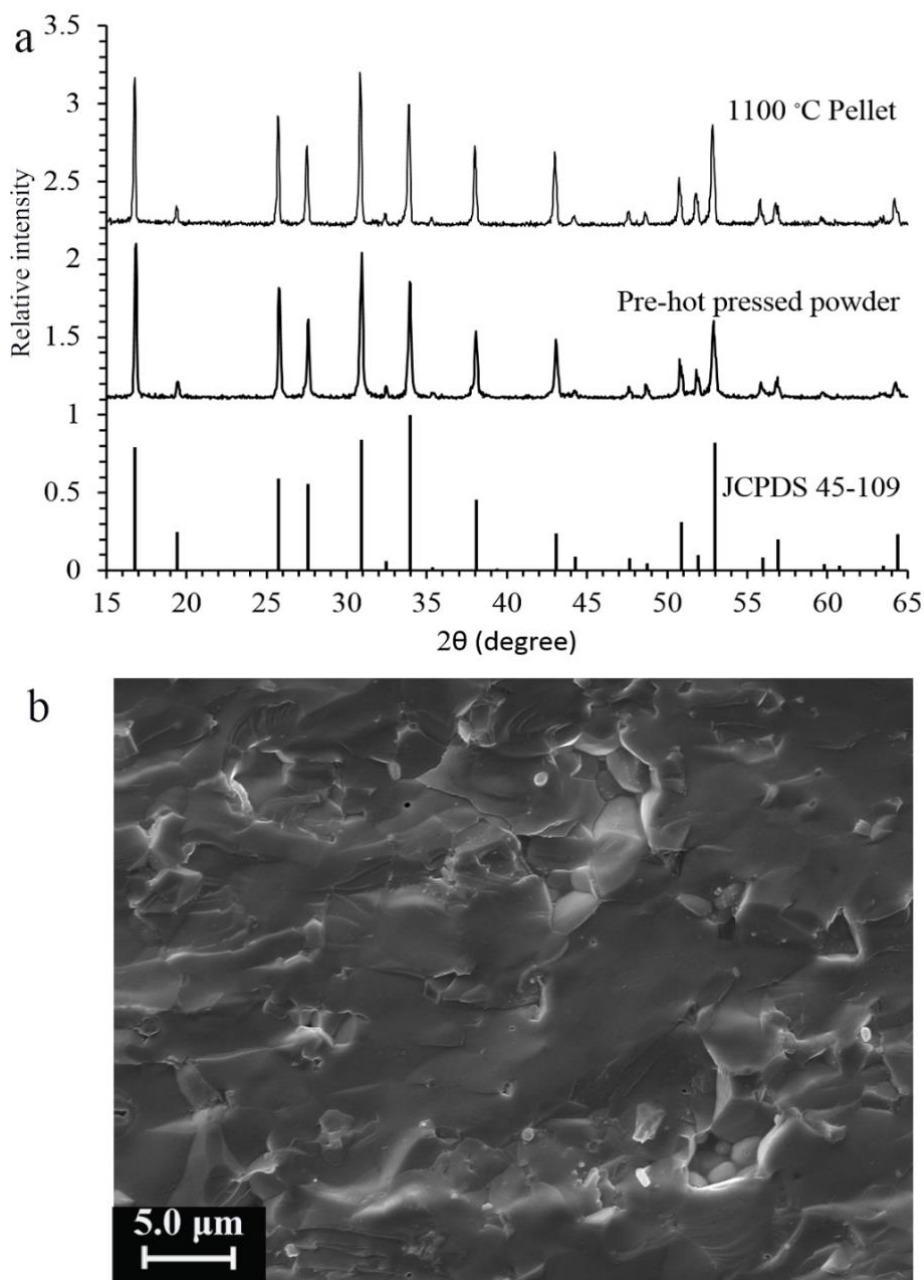 a
3.5
3
2.5
2
1.5
1
0.5
0
Relative intensity
1100 °C Pellet
Pre-hot pressed powder
JCPDS 45-109
15 20 25 30 35 40 45 50 55 60 65
2θ (degree)
b
5.0 μm